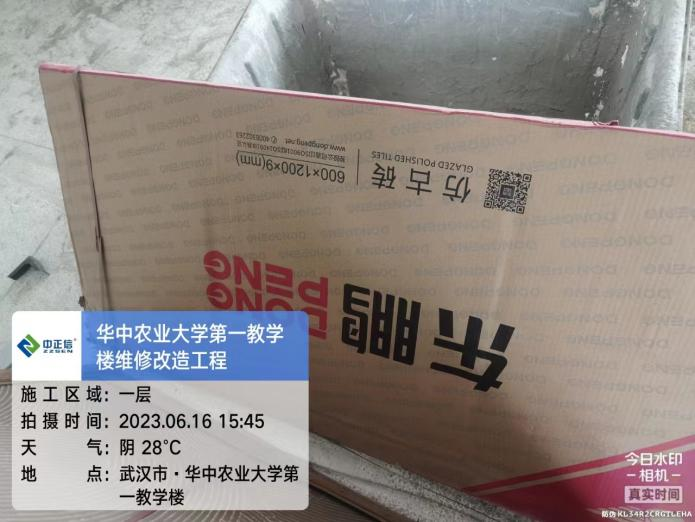 DONGPENG
www.dongpeng.net ✆4006302263
600×1200×9(mm)
仿古砖
GLAZED POLISHED TILES
东鹏
DONG
PENG
中正信
ZZSEN
华中农业大学第一教学
楼维修改造工程
施工区域：一层
拍摄时间：2023.06.16 15:45
天气：阴 28℃
地点：武汉市·华中农业大学第
一教学楼
今日水印
相机
真实时间
防伪 KL34R2CRGTLEHA